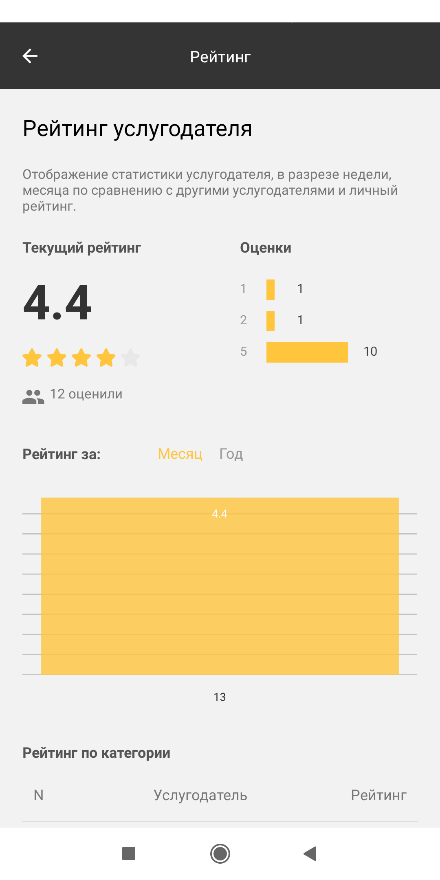 Рейтинг
Рейтинг услугодателя
Отображение статистики услугодателя, в разрезе недели,
месяца по сравнению с другими услугодателями и личный
рейтинг.
Текущий рейтинг
4.4
12 оценили
Оценки
1 1
2 1
5 10
Рейтинг за: Месяц Год
4.4
13
Рейтинг по категории
N Услугодатель Рейтинг